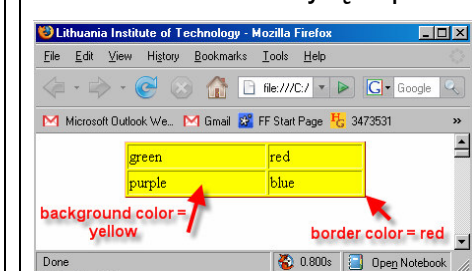 Lithuania Institute of Technology - Mozilla Firefox
File Edit View History Bookmarks Tools Help
file:///C:/ G Google
Microsoft Outlook We... Gmail FF Start Page 3473531 »
green red
purple blue
background color = yellow
border color = red
Done 0.800s Open Notebook